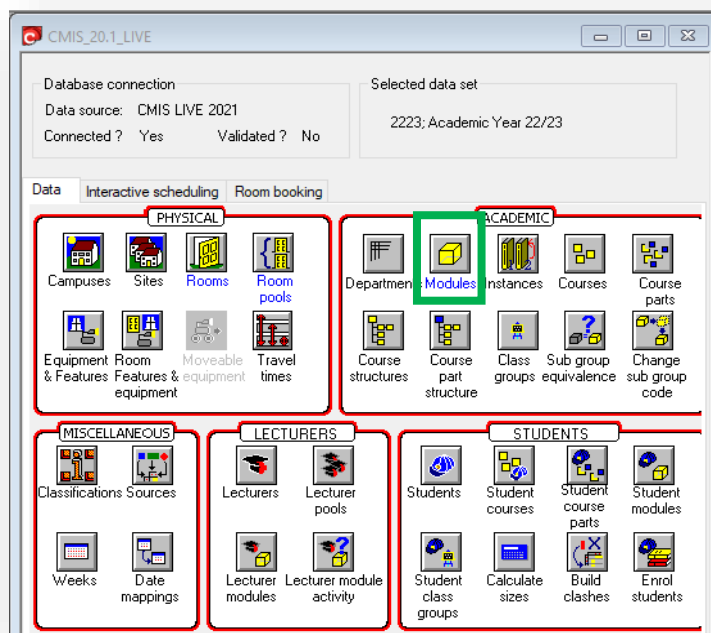 CMIS_20.1_LIVE
Database connection
Data source: CMIS LIVE 2021
Connected ? Yes Validated ? No
Selected data set
2223; Academic Year 22/23
Data Interactive scheduling Room booking
PHYSICAL
Campuses Sites Rooms Room
pools
Equipment Room Moveable Travel
& Features Features & equipment times
equipment
ACADEMIC
Department Modules Instances Courses Course
parts
Course Course Class Sub group Change
structures part groups equivalence sub group
structure code
MISCELLANEOUS
Classifications Sources
Weeks Date
mappings
LECTURERS
Lecturers Lecturer
pools
Lecturer Lecturer module
modules activity
STUDENTS
Students Student Student Student
courses course modules
parts
Student Calculate Build Enrol
class sizes clashes students
groups